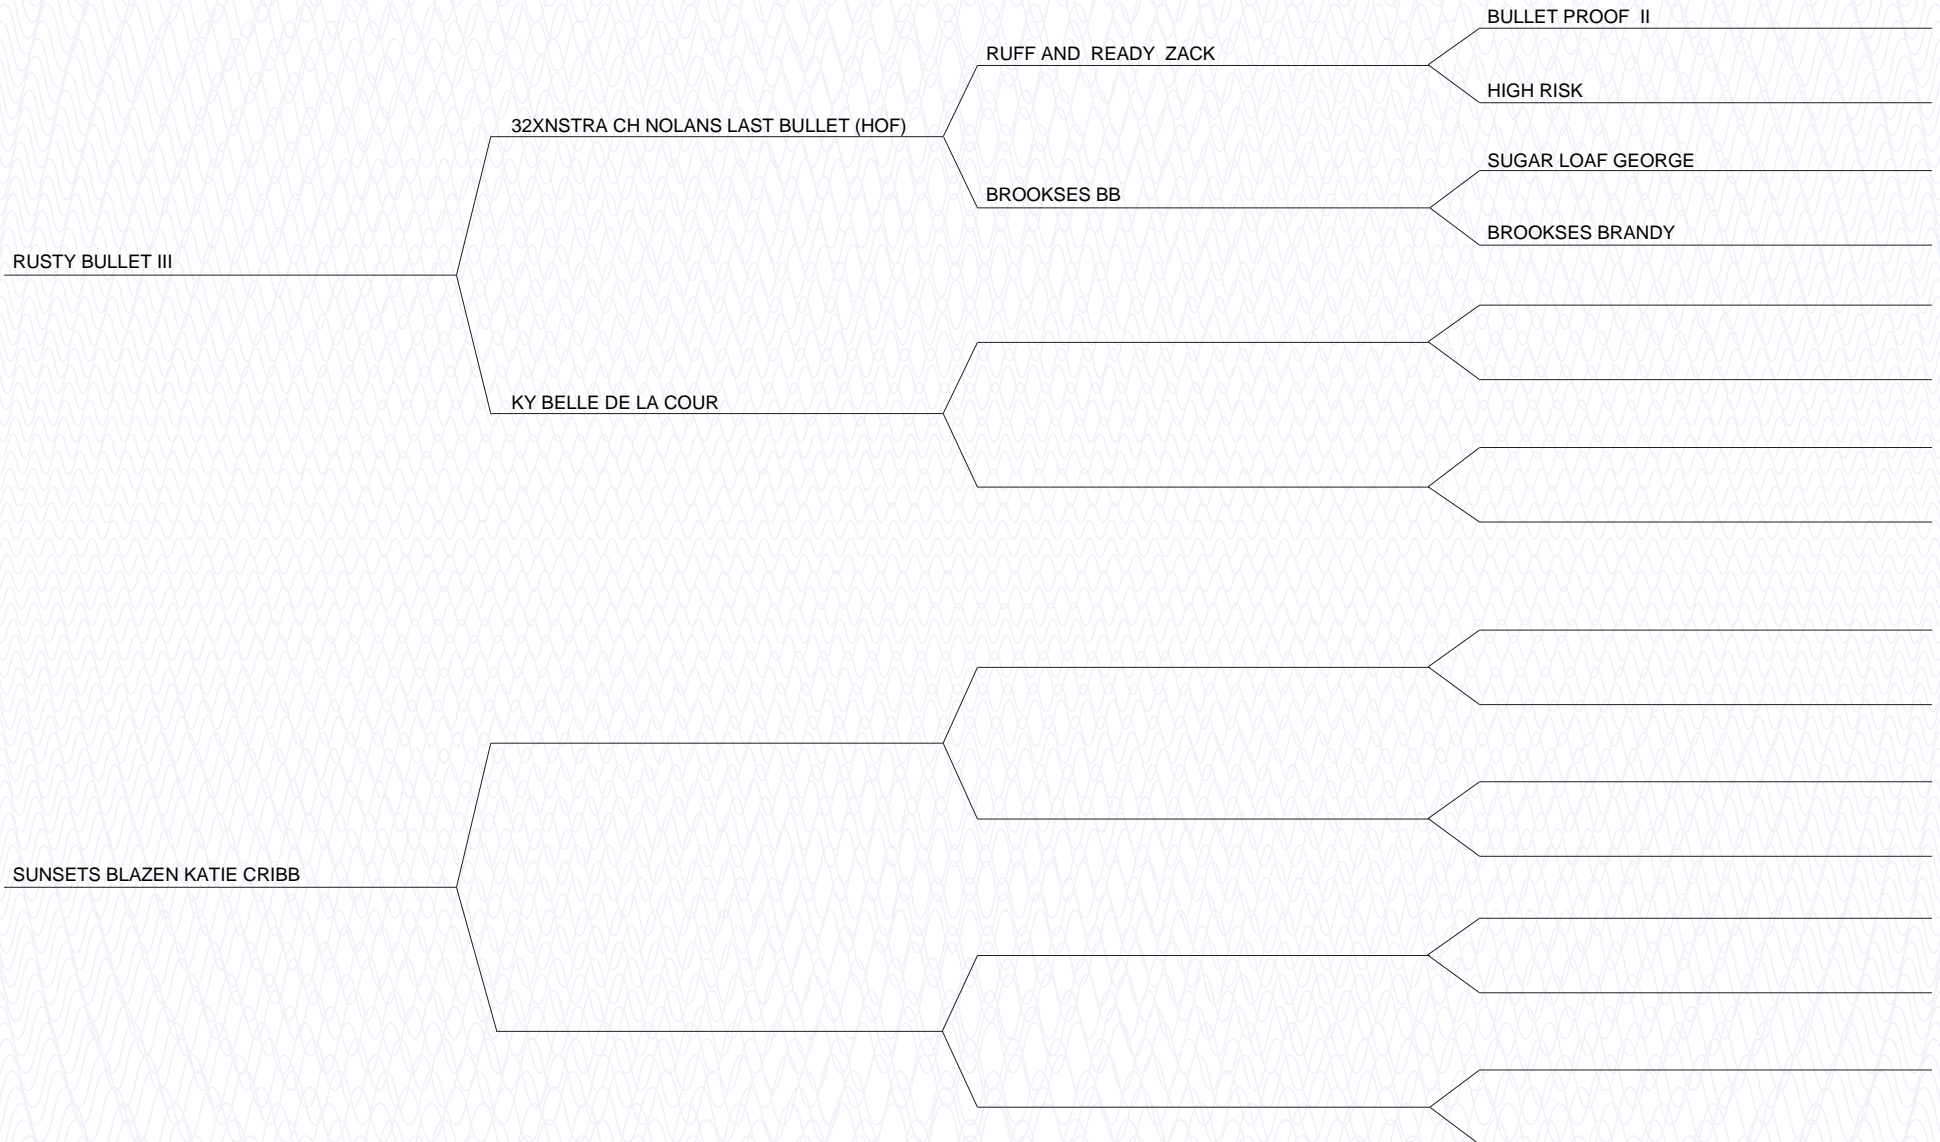 BULLET PROOF  II
RUFF AND  READY  ZACK
HIGH RISK
32XNSTRA CH NOLANS LAST BULLET (HOF)
SUGAR LOAF GEORGE
BROOKSES BB
BROOKSES BRANDY
RUSTY BULLET III
KY BELLE DE LA COUR
SUNSETS BLAZEN KATIE CRIBB